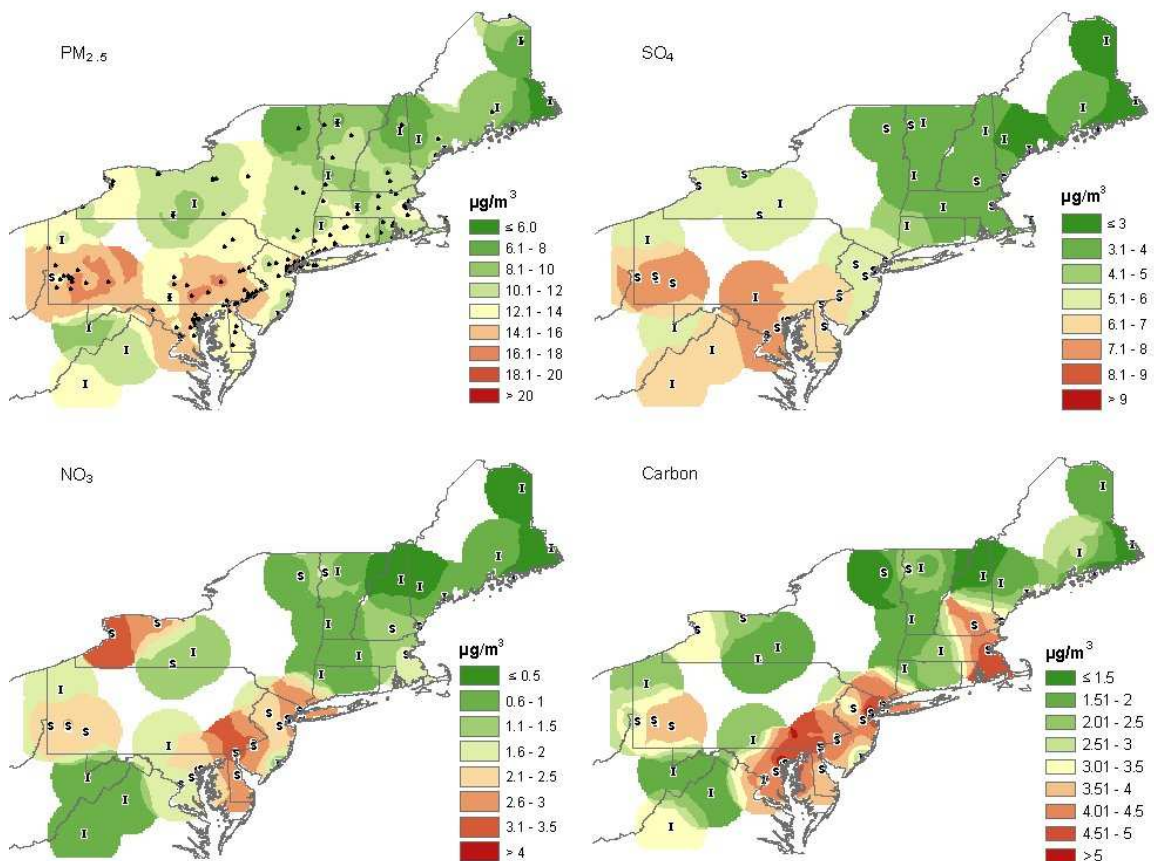 PM2.5
µg/m³
≤ 6.0
6.1 - 8
8.1 - 10
10.1 - 12
12.1 - 14
14.1 - 16
16.1 - 18
18.1 - 20
> 20
SO4
µg/m³
≤ 3
3.1 - 4
4.1 - 5
5.1 - 6
6.1 - 7
7.1 - 8
8.1 - 9
> 9
NO3
µg/m³
≤ 0.5
0.6 - 1
1.1 - 1.5
1.6 - 2
2.1 - 2.5
2.6 - 3
3.1 - 3.5
> 4
Carbon
µg/m³
≤ 1.5
1.51 - 2
2.01 - 2.5
2.51 - 3
3.01 - 3.5
3.51 - 4
4.01 - 4.5
4.51 - 5
>5